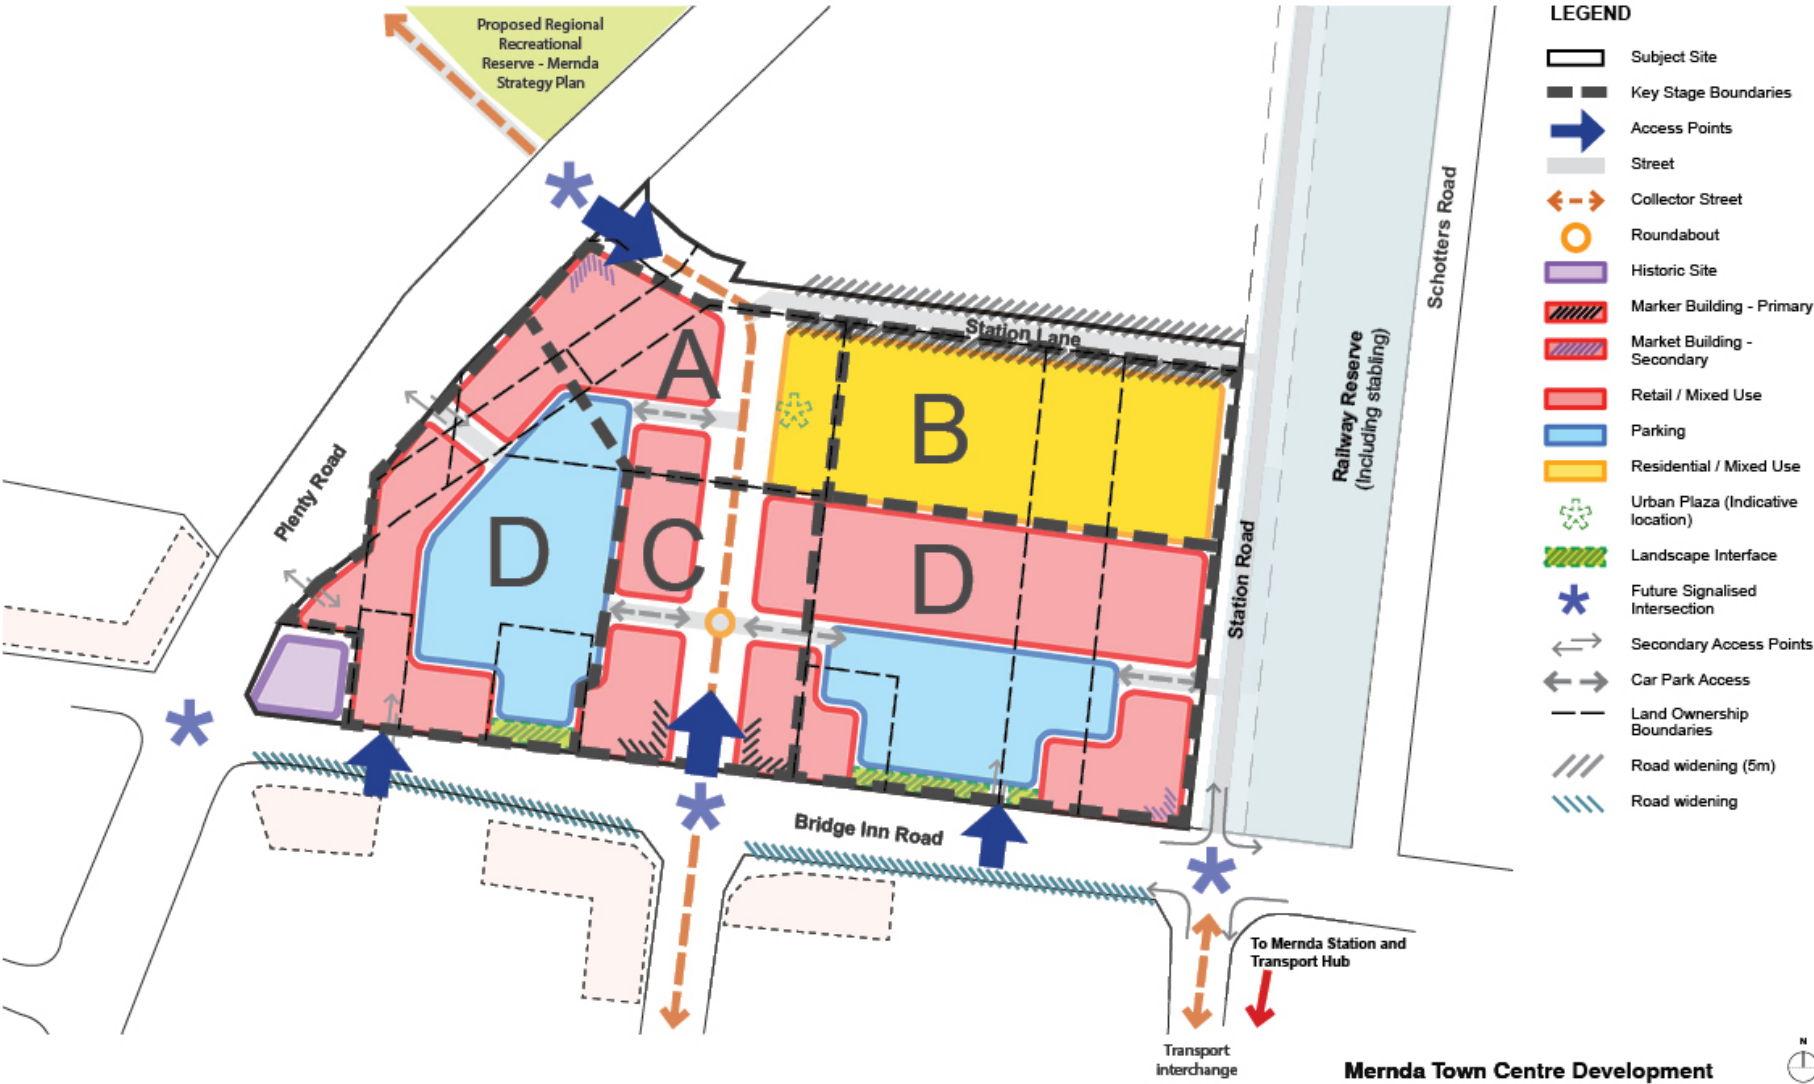 Proposed Regional
Recreational
Reserve - Mernda
Strategy Plan
Station Lane
A
B
C
D
D
Plenty Road
Bridge Inn Road
Station Road
Railway Reserve
(Including stabling)
Schotters Road
To Mernda Station and
Transport Hub
Transport
interchange
LEGEND
Subject Site
Key Stage Boundaries
Access Points
Street
Collector Street
Roundabout
Historic Site
Marker Building - Primary
Market Building -
Secondary
Retail / Mixed Use
Parking
Residential / Mixed Use
Urban Plaza (Indicative
location)
Landscape Interface
Future Signalised
Intersection
Secondary Access Points
Car Park Access
Land Ownership
Boundaries
Road widening (5m)
Road widening
N
Mernda Town Centre Development